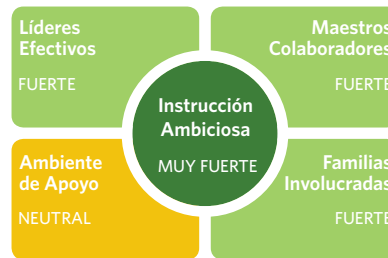 Líderes
Efectivos
FUERTE
Maestros
Colaboradores
FUERTE
Instrucción
Ambiciosa
MUY FUERTE
Ambiente
de Apoyo
NEUTRAL
Familias
Involucradas
FUERTE